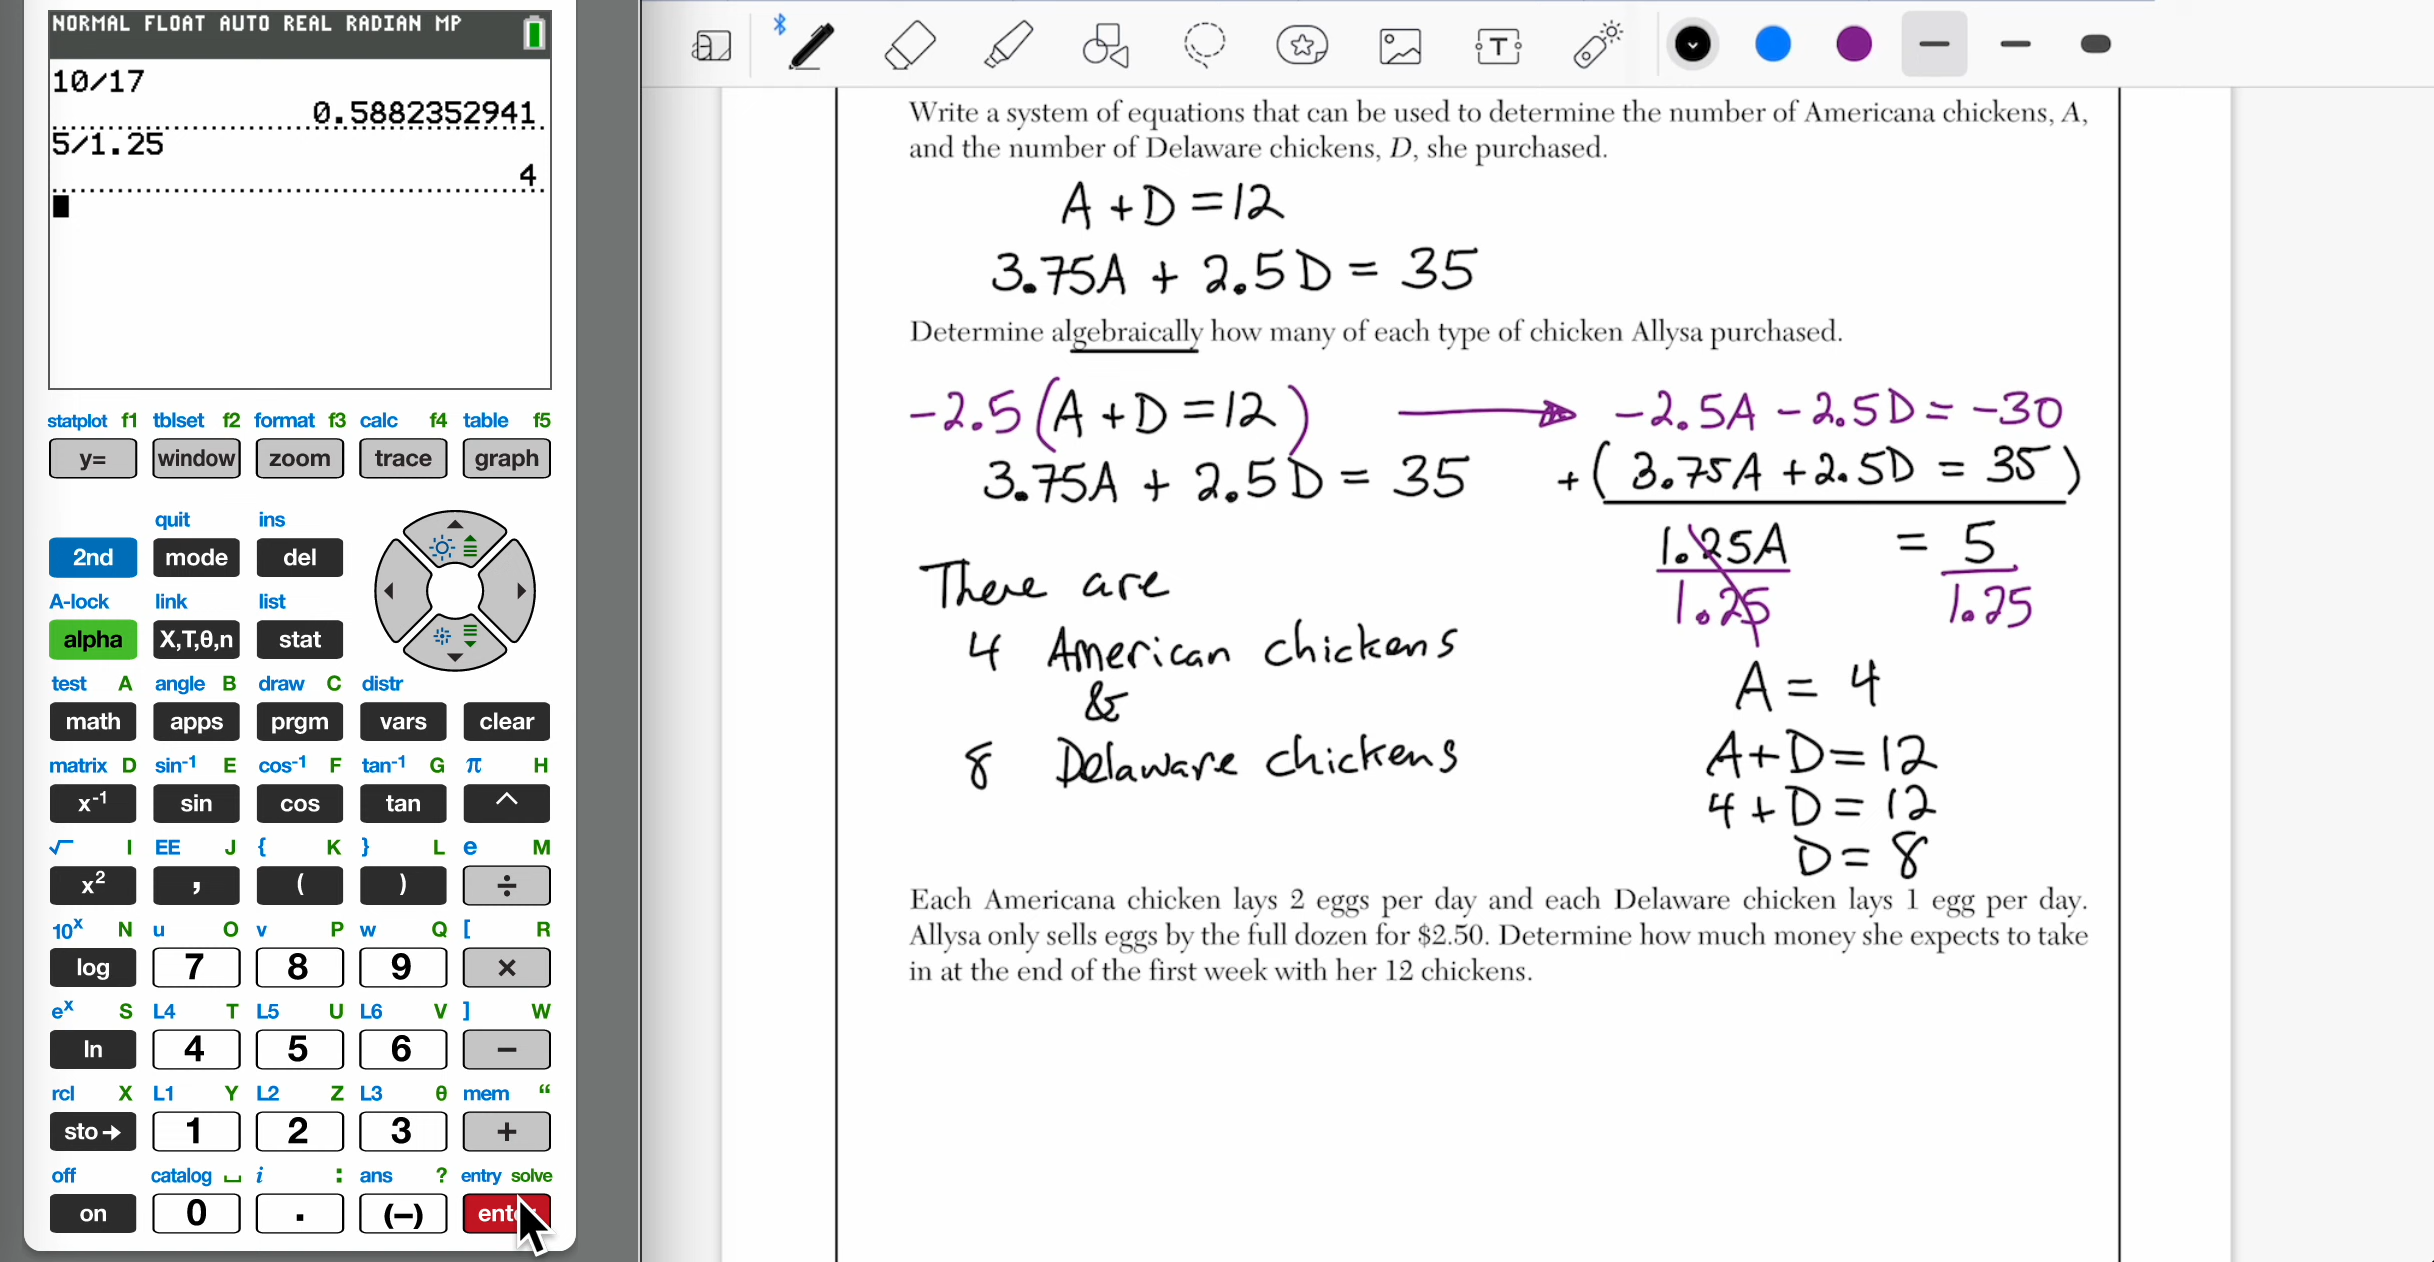 NORMAL FLOAT AUTO REAL RADIAN MP
10/17
0.5882352941
5/1.25
4
statplot f1 tblset f2 format f3 calc f4 table f5
y= window zoom trace graph
quit ins
2nd mode del
A-lock link list
alpha X,T,θ,n stat
test A angle B draw C distr
math apps prgm vars clear
matrix D sin⁻¹ E cos⁻¹ F tan⁻¹ G π H
x⁻¹ sin cos tan ^
√ I EE J { K } L e M
x² , ( ) ÷
10ˣ N u O v P w Q [ R
log 7 8 9 ×
eˣ S L4 T L5 U L6 V ] W
ln 4 5 6 −
rcl X L1 Y L2 Z L3 θ mem “
sto→ 1 2 3 +
off catalog ⎵ i : ans ? entry solve
on 0 . (–) ent
T
Write a system of equations that can be used to determine the number of Americana chickens, A,
and the number of Delaware chickens, D, she purchased.
A + D = 12
3.75A + 2.5D = 35
Determine algebraically how many of each type of chicken Allysa purchased.
-2.5(A + D = 12) → -2.5A - 2.5D = -30
3.75A + 2.5D = 35 + (3.75A + 2.5D = 35)
1.25A = 5
1.25 1.25
There are
4 American chickens
&
8 Delaware chickens
A = 4
A + D = 12
4 + D = 12
D = 8
Each Americana chicken lays 2 eggs per day and each Delaware chicken lays 1 egg per day.
Allysa only sells eggs by the full dozen for $2.50. Determine how much money she expects to take
in at the end of the first week with her 12 chickens.